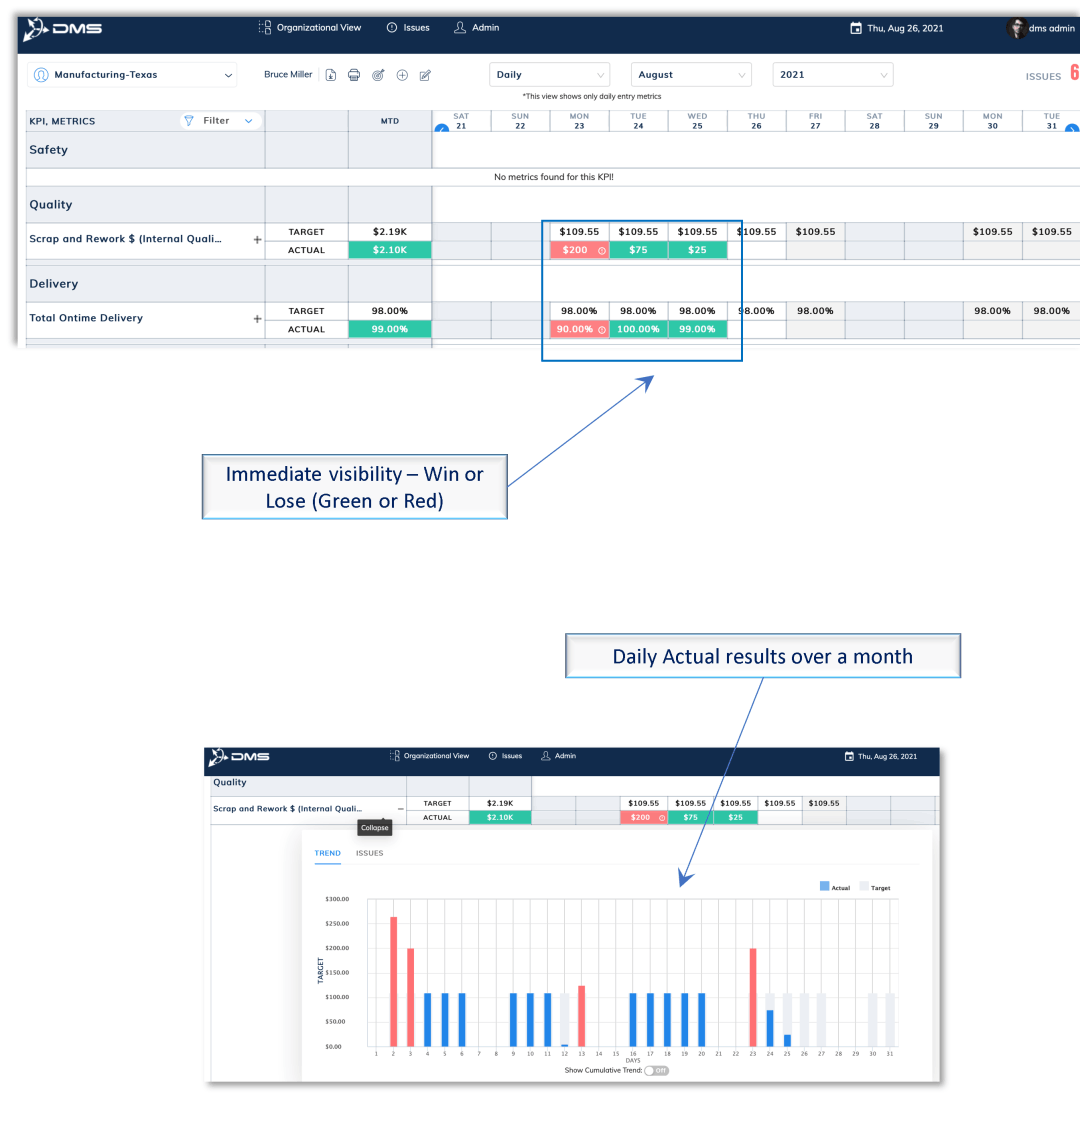 DMS Organizational View Issues Admin Thu, Aug 26, 2021 dms admin
Manufacturing-Texas Bruce Miller Daily August 2021 ISSUES 6
*This view shows only daily entry metrics
KPI, METRICS Filter MTD SAT 21 SUN 22 MON 23 TUE 24 WED 25 THU 26 FRI 27 SAT 28 SUN 29 MON 30 TUE 31
Safety
No metrics found for this KPI!
Quality
Scrap and Rework $ (Internal Quali... +
TARGET $2.19K $109.55 $109.55 $109.55 $109.55 $109.55 $109.55 $109.55
ACTUAL $2.10K $200 $75 $25
Delivery
Total Ontime Delivery +
TARGET 98.00% 98.00% 98.00% 98.00% 98.00% 98.00% 98.00% 98.00%
ACTUAL 99.00% 90.00% 100.00% 99.00%
Immediate visibility – Win or
Lose (Green or Red)
Daily Actual results over a month
DMS Organizational View Issues Admin Thu, Aug 26, 2021
Quality
Scrap and Rework $ (Internal Quali... –
TARGET $2.19K $109.55 $109.55 $109.55 $109.55 $109.55
ACTUAL $2.10K $200 $75 $25
Collapse
TREND ISSUES
Actual Target
$300.00
$250.00
$200.00
$150.00
$100.00
$50.00
$0.00
TARGET
1 2 3 4 5 6 7 8 9 10 11 12 13 14 15 16 17 18 19 20 21 22 23 24 25 26 27 28 29 30 31
DAYS
Show Cumulative Trend: Off